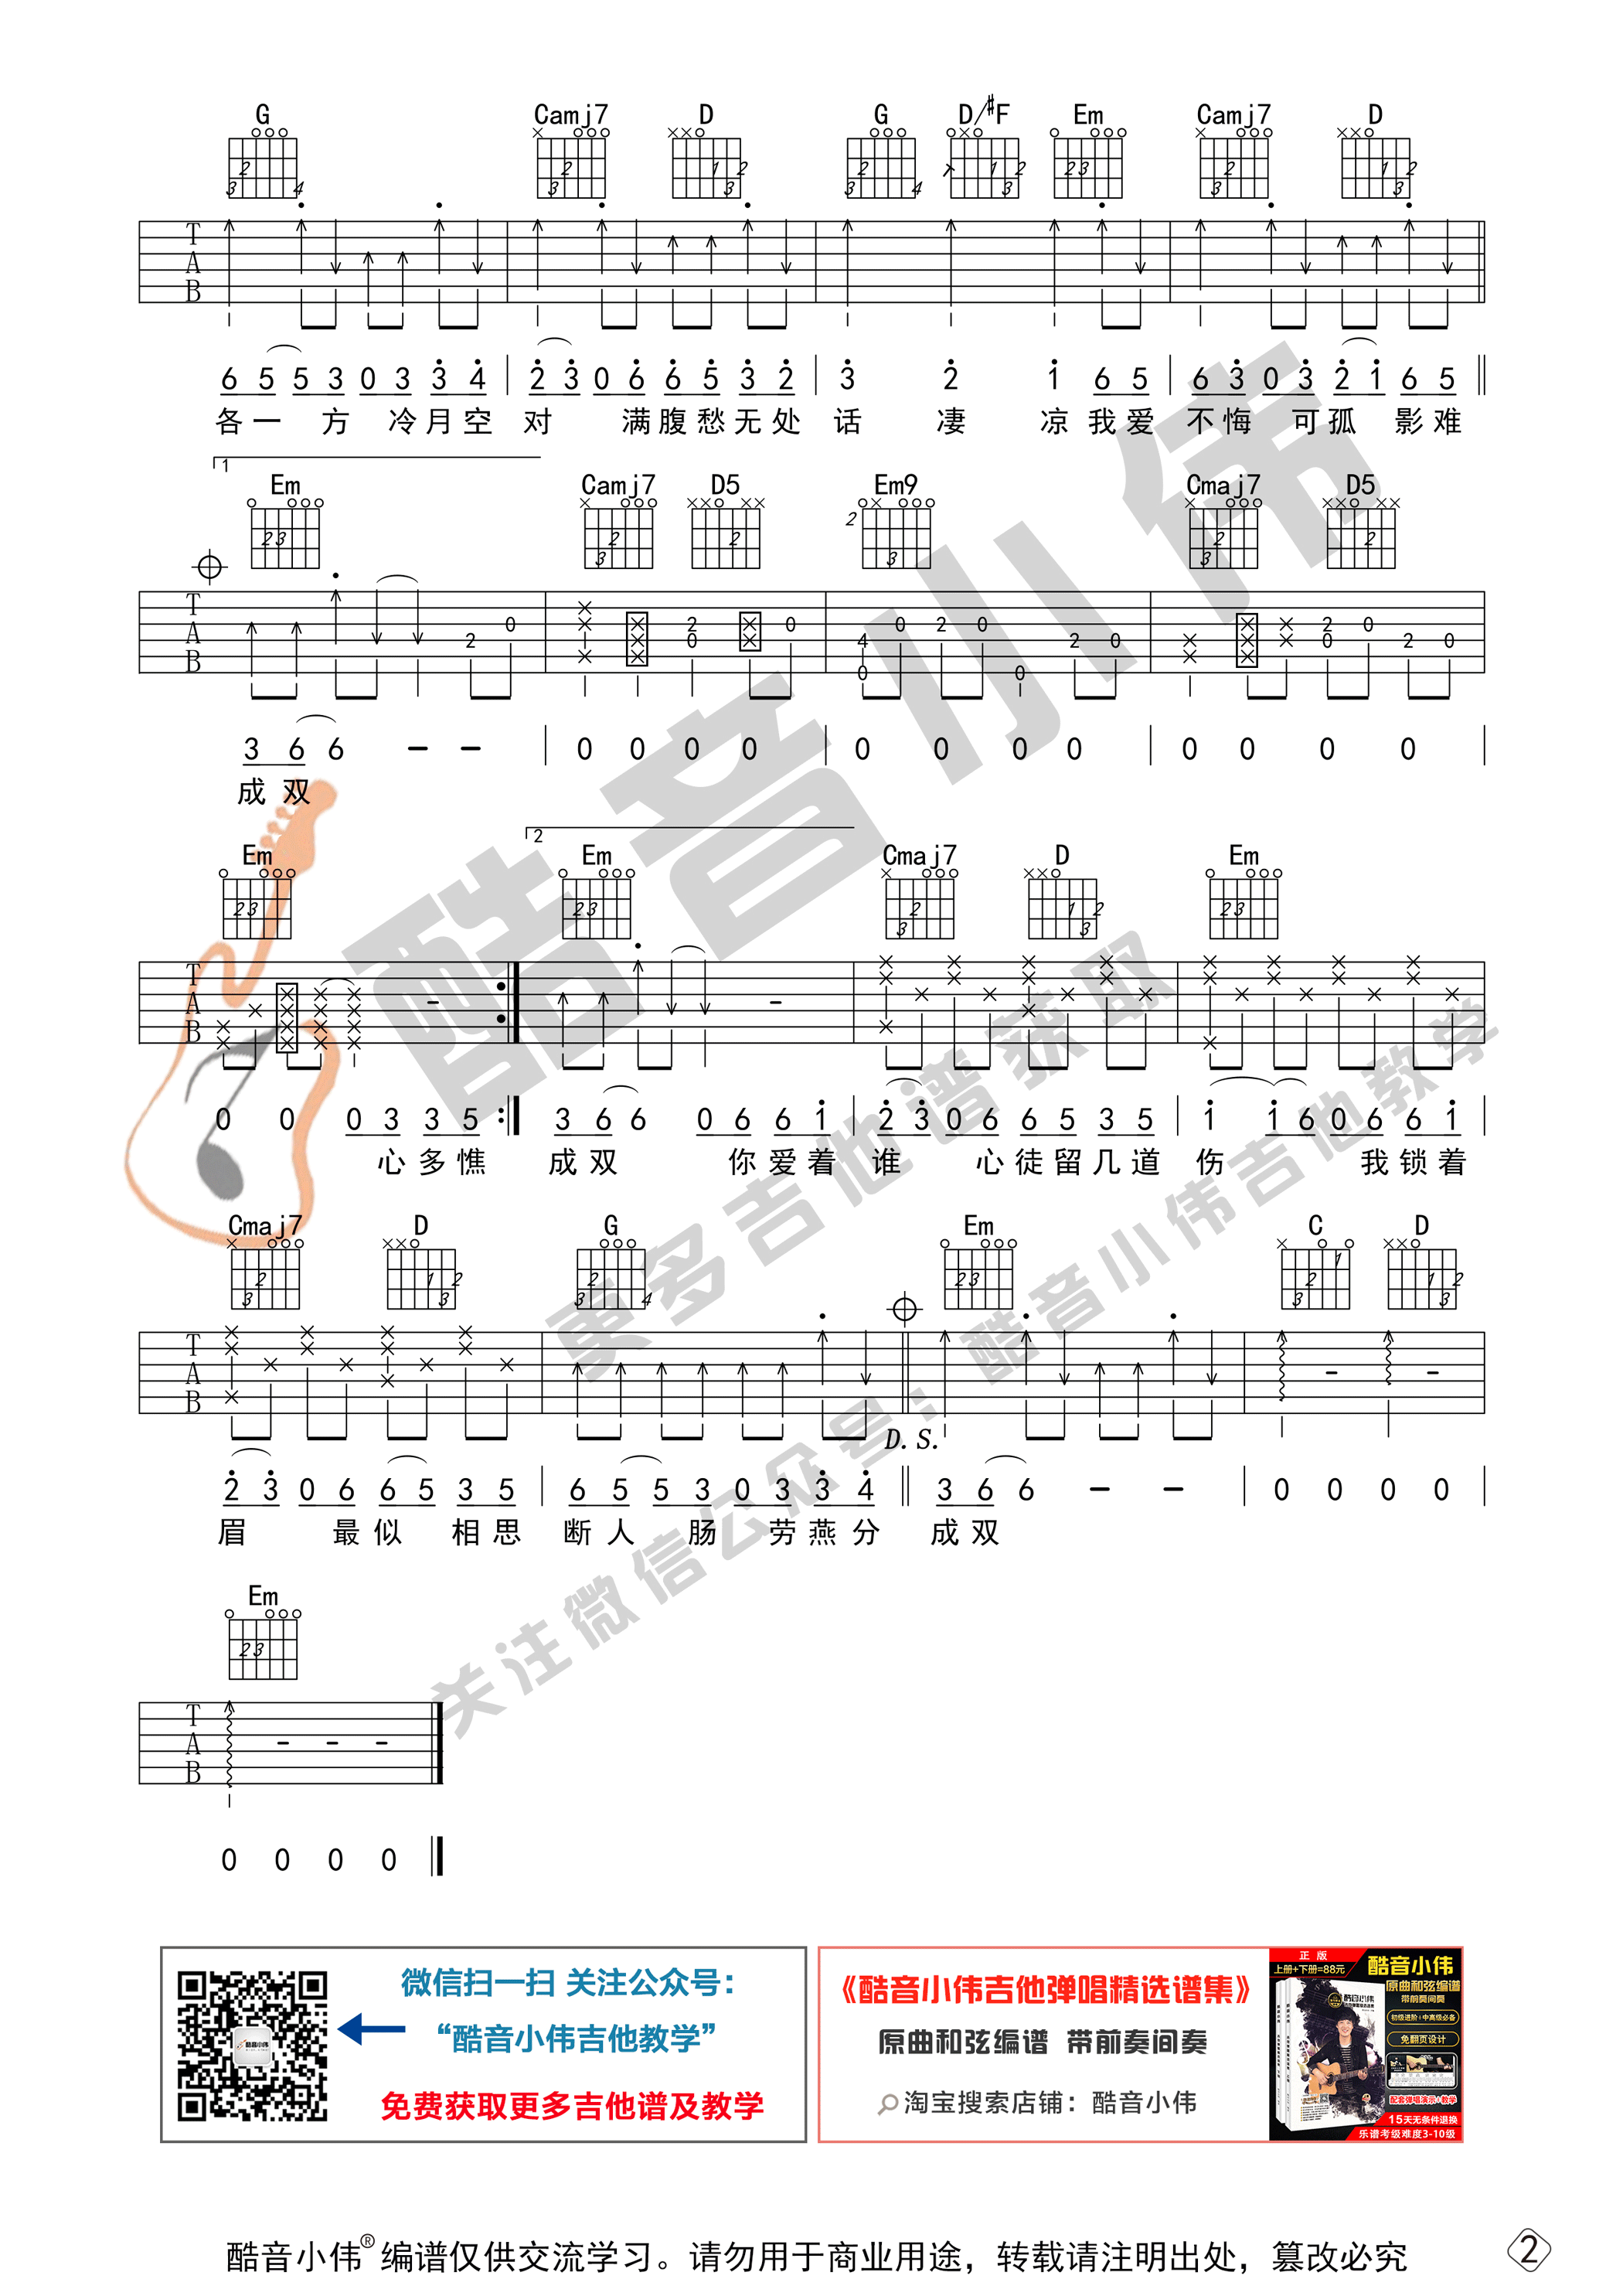 G Camj7 D G D/#F Em Camj7 D
T
A
B
6 5 5 3 0 3 3 4 2 3 0 6 6 5 3 2 3 2 1 6 5 6 3 0 3 2 1 6 5
各一 方 冷月空 对 满腹愁无处 话 凄 凉我爱 不悔 可孤 影难
1
Em Camj7 D5 Em9 Cmaj7 D5
2
T
A
B
2 0 2 0 0 4 0 0 2 0 0 2 0 2 0 0 2 0
3 6 6 - - 0 0 0 0 0 0 0 0 0 0 0 0
成双
2
Em Em Cmaj7 D Em
T
A
B
0 0 0 3 3 5 3 6 6 0 6 6 1 2 3 0 6 6 5 3 5 1 1 6 0 6 6 1
心多憔 成双 你爱着 谁 心徒留几道 伤 我锁着
Cmaj7 D G Em C D
T
A
B
D. S.
2 3 0 6 6 5 3 5 6 5 5 3 0 3 3 4 3 6 6 - - 0 0 0 0
眉 最似 相思 断人 肠 劳燕分 成双
Em
T
A
B
0 0 0 0
酷音小伟
更多吉他谱获取
关注微信公众号：酷音小伟吉他教学
微信扫一扫 关注公众号：
“酷音小伟吉他教学”
免费获取更多吉他谱及教学
酷音小伟
《酷音小伟吉他弹唱精选谱集》
原曲和弦编谱 带前奏间奏
淘宝搜索店铺：酷音小伟
正 版
上册+下册=88元
酷音小伟
原曲和弦编谱
带前奏间奏
初级进阶·中高级必备
免翻页设计
配套弹唱演示+教学
15天无条件退换
乐谱考级难度3-10级
酷音小伟® 编谱仅供交流学习。请勿用于商业用途，转载请注明出处，篡改必究
2